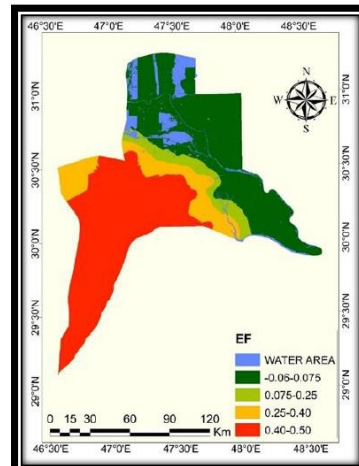 46°30'E 47°0'E 47°30'E 48°0'E 48°30'E
31°0'N
30°30'N
30°0'N
29°30'N
29°0'N
N
W E
S
31°0'N
30°30'N
30°0'N
29°30'N
29°0'N
EF
WATER AREA
-0.06-0.075
0.075-0.25
0.25-0.40
0.40-0.50
0 15 30 60 90 120
Km
46°30'E 47°0'E 47°30'E 48°0'E 48°30'E